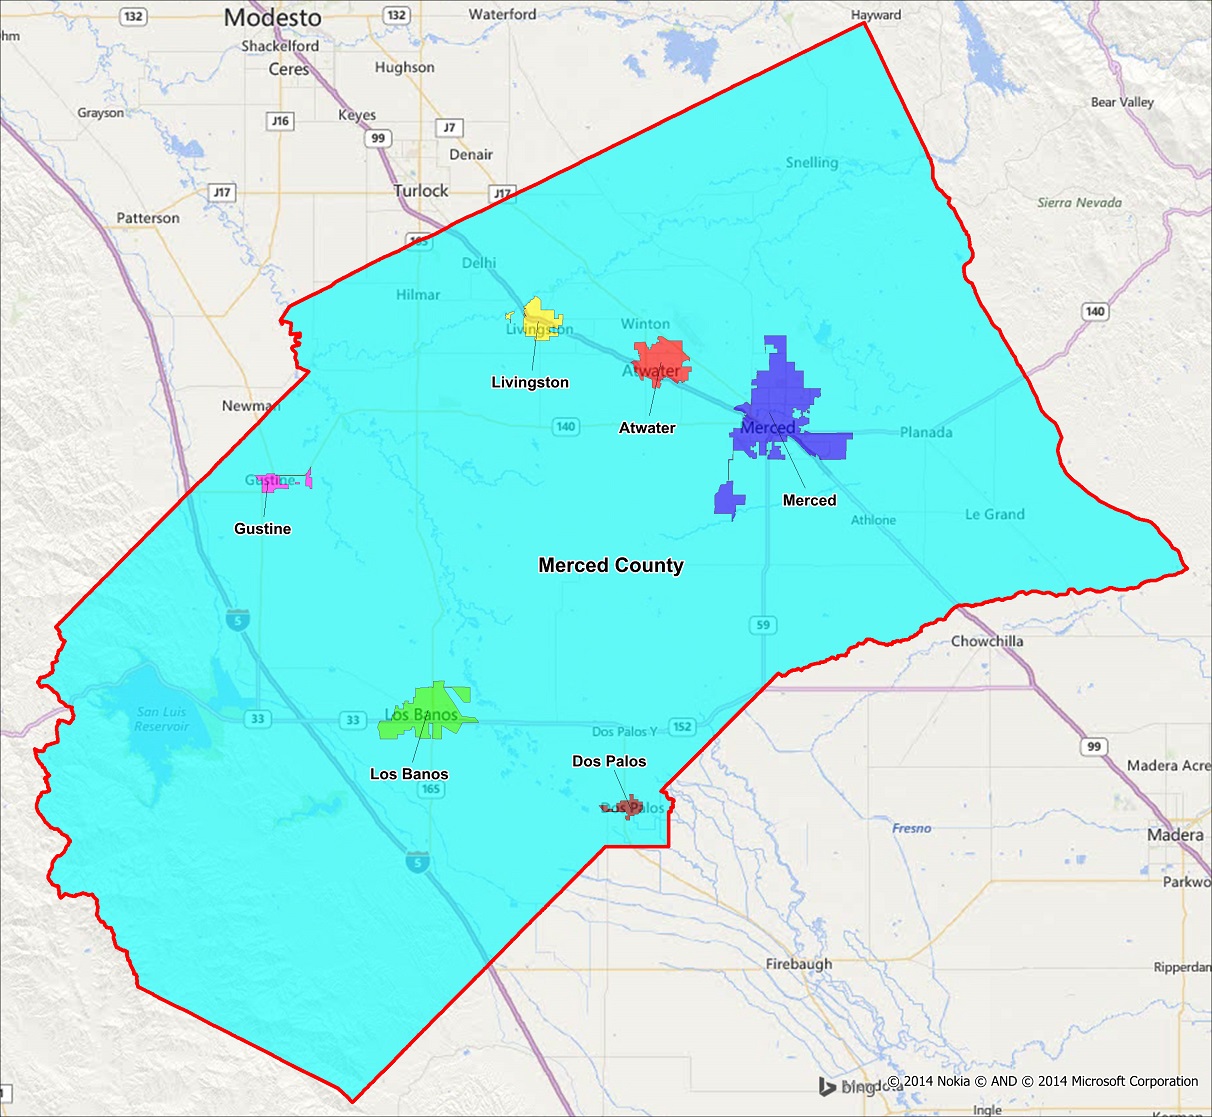 132
Modesto
132
Waterford
Hayward
Shackelford
Ceres
Hughson
Bear Valley
Grayson
J16
Keyes
99
J7
Denair
Snelling
J17
Turlock
J17
Sierra Nevada
Patterson
165
Delhi
Hilmar
140
Livingston
Winton
Livingston
Atwater
Newman
Atwater
140
Merced
Planada
Gustine
Merced
Gustine
Le Grand
Athlone
Merced County
5
59
Chowchilla
San Luis
Reservoir
33
33
Los Banos
152
Dos Palos Y
99
Los Banos
Dos Palos
Madera Acre
165
Dos Palos
Fresno
Madera
5
Parkwo
Firebaugh
Ripperdan
bing
© 2014 Nokia © AND © 2014 Microsoft Corporation
Ingle